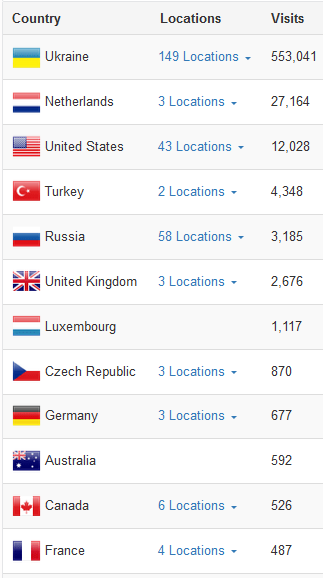 Country Locations Visits
Ukraine 149 Locations 553,041
Netherlands 3 Locations 27,164
United States 43 Locations 12,028
Turkey 2 Locations 4,348
Russia 58 Locations 3,185
United Kingdom 3 Locations 2,676
Luxembourg 1,117
Czech Republic 3 Locations 870
Germany 3 Locations 677
Australia 592
Canada 6 Locations 526
France 4 Locations 487